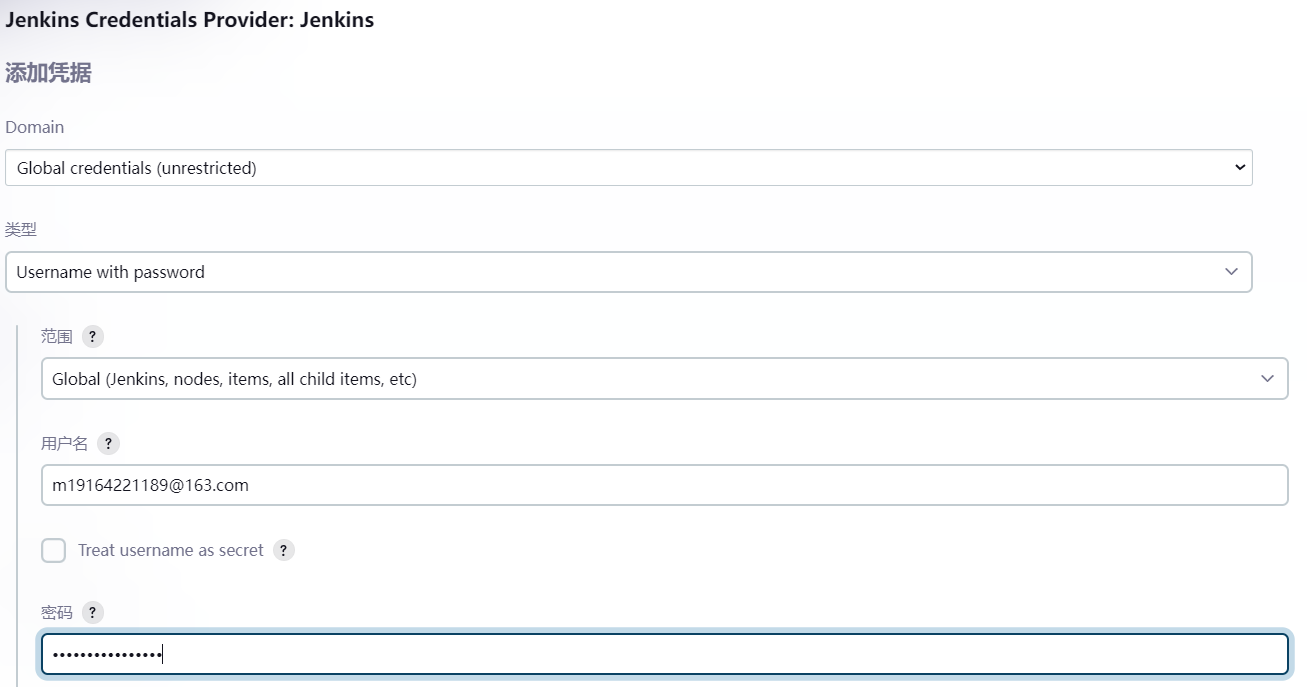 Jenkins Credentials Provider: Jenkins
添加凭据
Domain
Global credentials (unrestricted)
类型
Username with password
范围 ?
Global (Jenkins, nodes, items, all child items, etc)
用户名 ?
m19164221189@163.com
Treat username as secret ?
密码 ?
••••••••••••••••